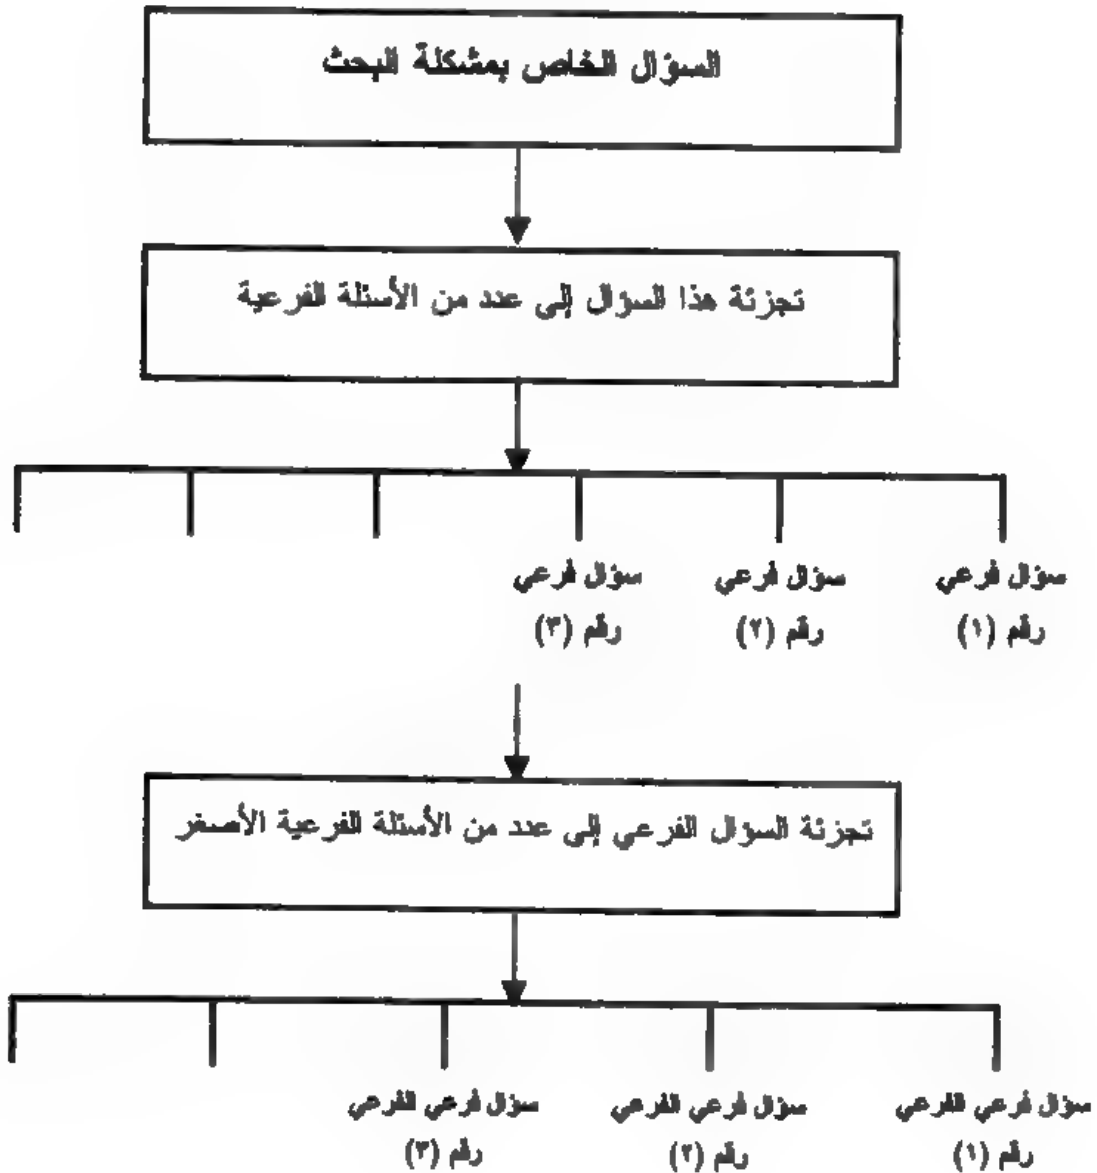 السؤال الخاص بمشكلة البحث
تجزئة هذا السؤال إلى عدد من الأسئلة الفرعية
سؤال فرعي
رقم (١)
سؤال فرعي
رقم (٢)
سؤال فرعي
رقم (٣)
تجزئة السؤال الفرعي إلى عدد من الأسئلة الفرعية الأصغر
سؤال فرعي الفرعي
رقم (١)
سؤال فرعي الفرعي
رقم (٢)
سؤال فرعي الفرعي
رقم (٣)